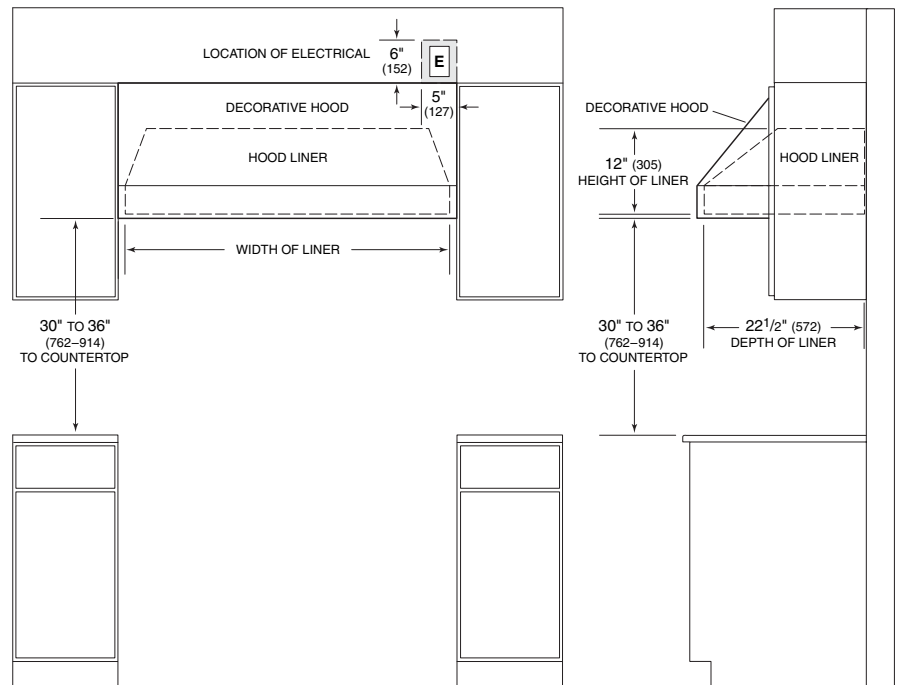 LOCATION OF ELECTRICAL
6"
(152)
E
5"
(127)
DECORATIVE HOOD
HOOD LINER
WIDTH OF LINER
30" TO 36"
(762–914)
TO COUNTERTOP
DECORATIVE HOOD
HOOD LINER
12" (305)
HEIGHT OF LINER
30" TO 36"
(762–914)
TO COUNTERTOP
22 1/2" (572)
DEPTH OF LINER